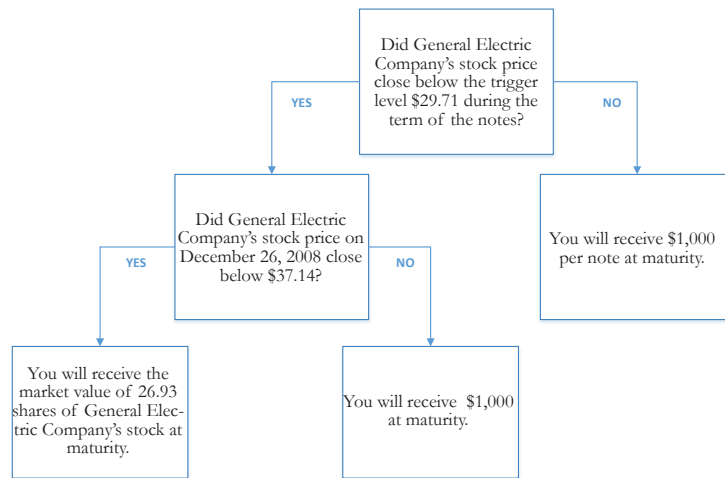 Did General Electric
Company's stock price
close below the trigger
level $29.71 during the
term of the notes?
YES
NO
Did General Electric
Company's stock price on
December 26, 2008 close
below $37.14?
You will receive $1,000
per note at maturity.
YES
NO
You will receive the
market value of 26.93
shares of General Elec-
tric Company's stock at
maturity.
You will receive $1,000
at maturity.